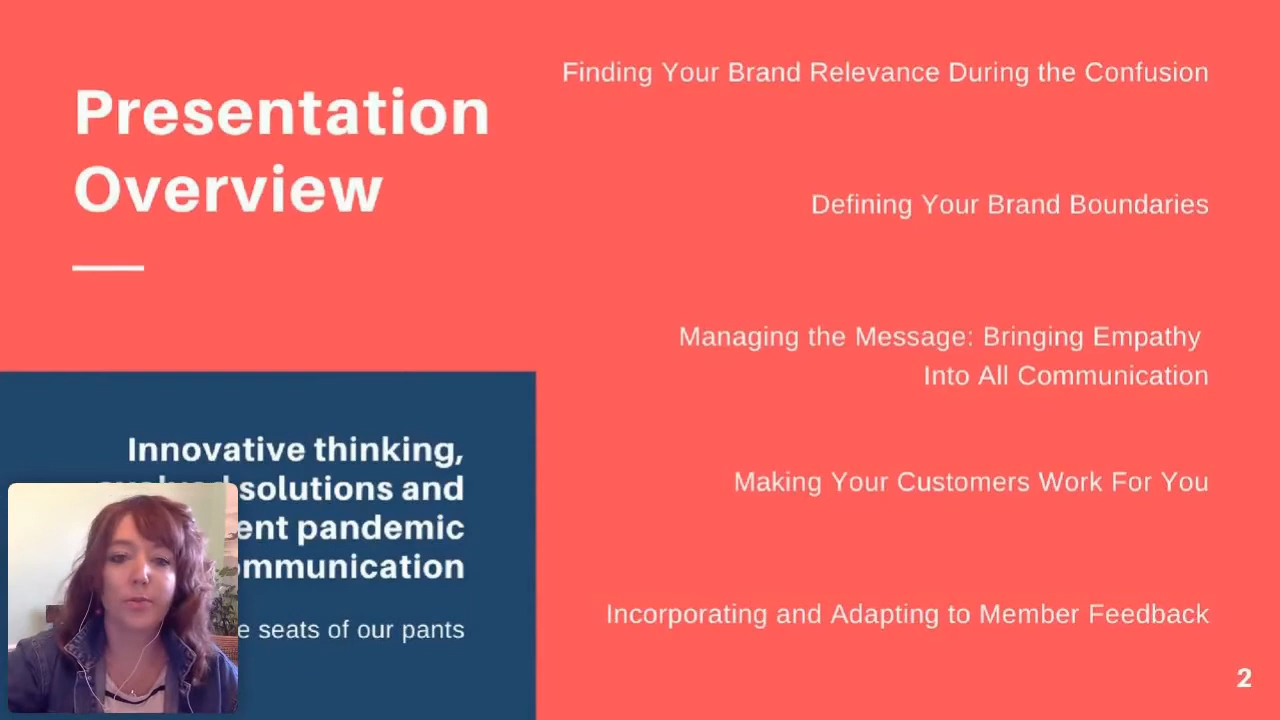 Presentation
Overview
Finding Your Brand Relevance During the Confusion
Defining Your Brand Boundaries
Managing the Message: Bringing Empathy
Into All Communication
Making Your Customers Work For You
Incorporating and Adapting to Member Feedback
Innovative thinking,
solutions and
pandemic
seats of our pants
2